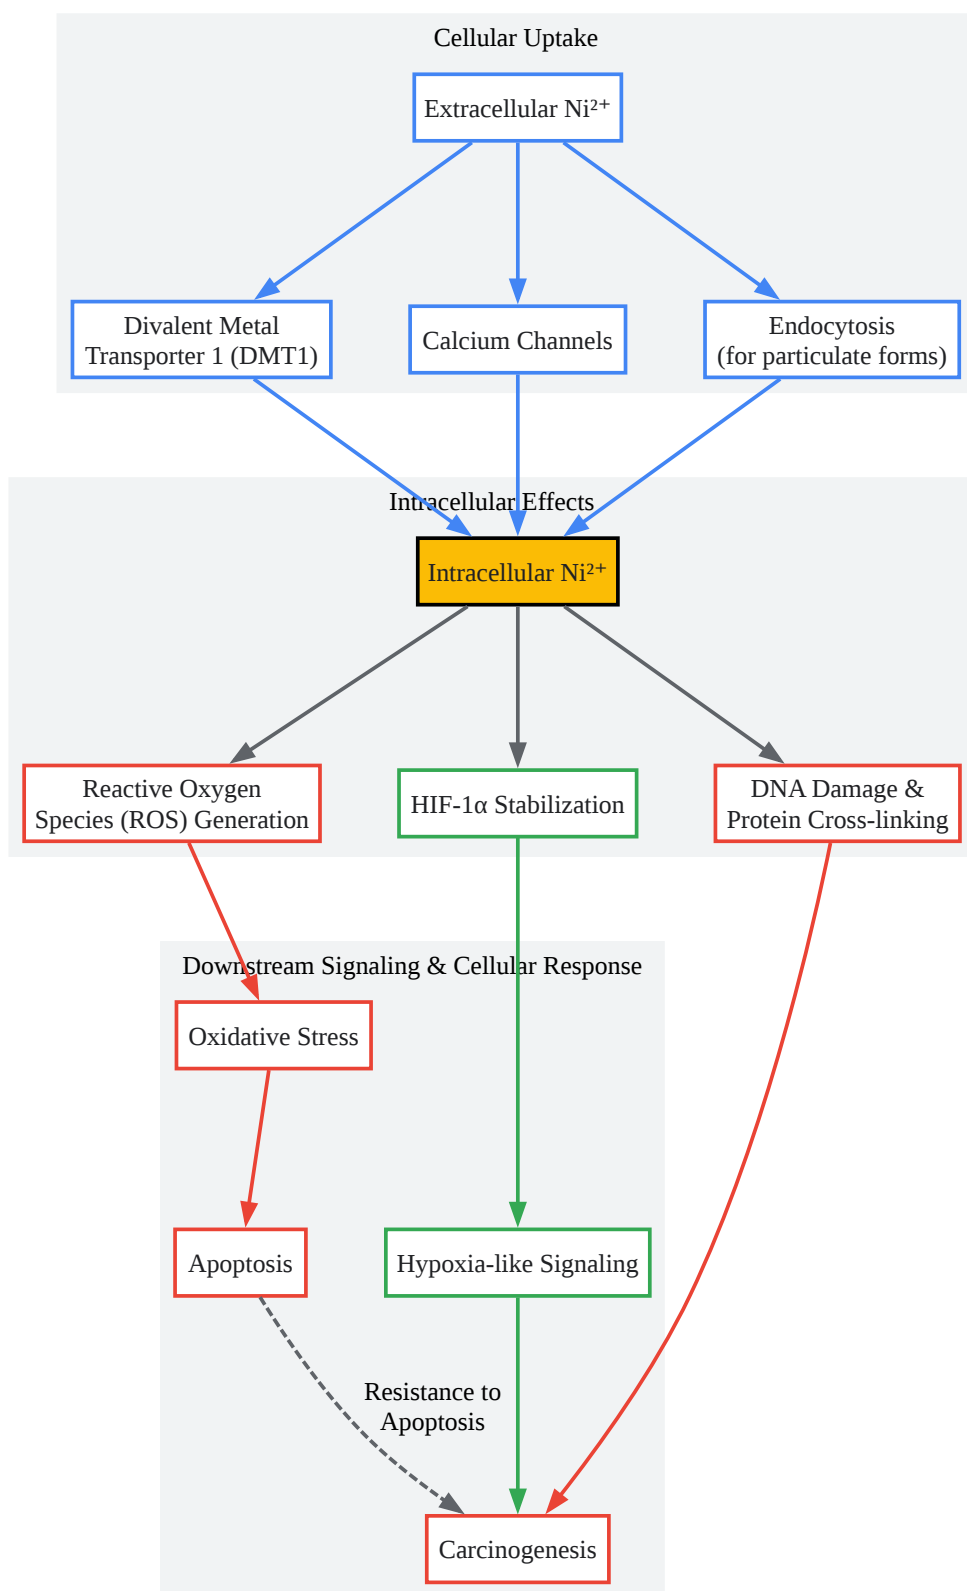 Cellular Uptake
Extracellular Ni²⁺
Divalent Metal
Transporter 1 (DMT1)
Calcium Channels
Endocytosis
(for particulate forms)
Intracellular Effects
Intracellular Ni²⁺
Reactive Oxygen
Species (ROS) Generation
HIF-1α Stabilization
DNA Damage &
Protein Cross-linking
Downstream Signaling & Cellular Response
Oxidative Stress
Apoptosis
Hypoxia-like Signaling
Resistance to
Apoptosis
Carcinogenesis